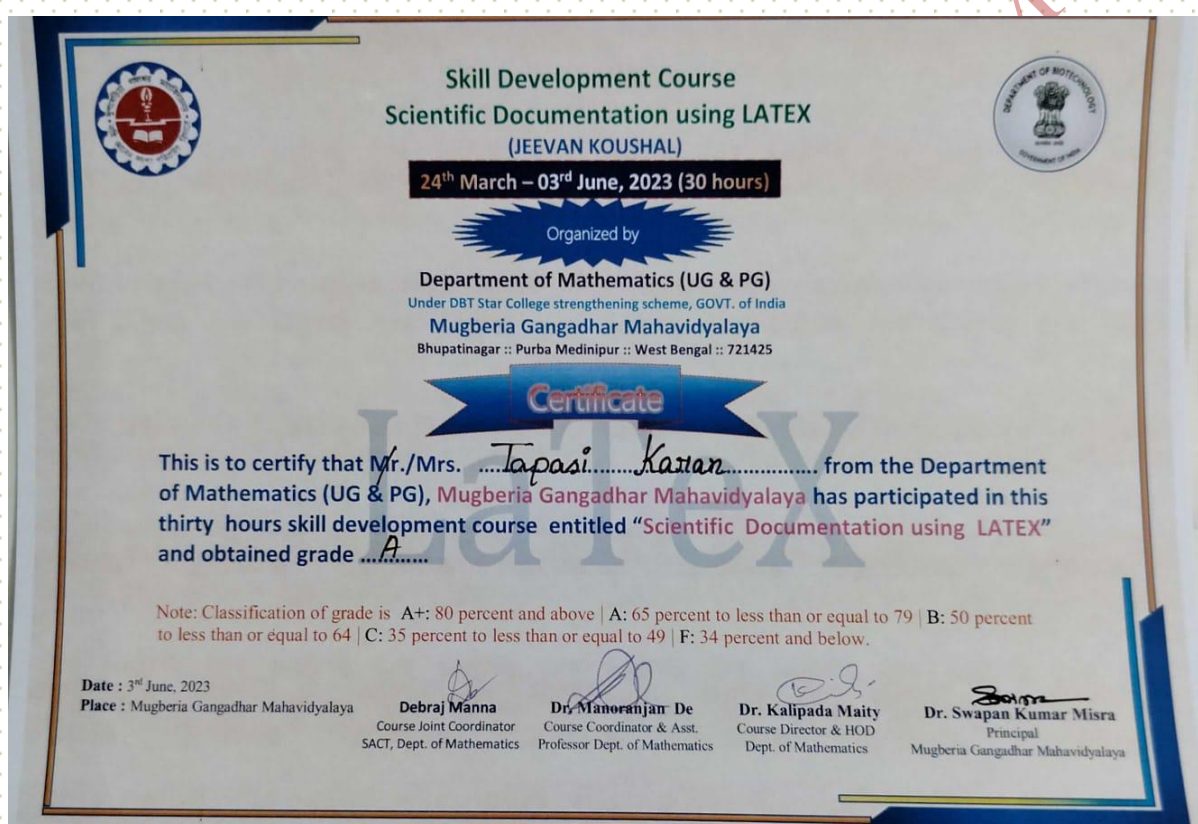 Skill Development Course
Scientific Documentation using LATEX
(JEEVAN KOUSHAL)
24th March – 03rd June, 2023 (30 hours)
Organized by
Department of Mathematics (UG & PG)
Under DBT Star College strengthening scheme, GOVT. of India
Mugberia Gangadhar Mahavidyalaya
Bhupatinagar :: Purba Medinipur :: West Bengal :: 721425
Certificate
LaTeX
This is to certify that Mr./Mrs. ....Tapasi........Karan............... from the Department
of Mathematics (UG & PG), Mugberia Gangadhar Mahavidyalaya has participated in this
thirty hours skill development course entitled “Scientific Documentation using LATEX”
and obtained grade ...A......
Note: Classification of grade is A+: 80 percent and above | A: 65 percent to less than or equal to 79 | B: 50 percent
to less than or equal to 64 | C: 35 percent to less than or equal to 49 | F: 34 percent and below.
Date : 3rd June, 2023
Place : Mugberia Gangadhar Mahavidyalaya
Debraj Manna
Course Joint Coordinator
SACT, Dept. of Mathematics
Dr. Manoranjan De
Course Coordinator & Asst.
Professor Dept. of Mathematics
Dr. Kalipada Maity
Course Director & HOD
Dept. of Mathematics
Dr. Swapan Kumar Misra
Principal
Mugberia Gangadhar Mahavidyalaya
DEPARTMENT OF BIOTECHNOLOGY
GOVERNMENT OF INDIA